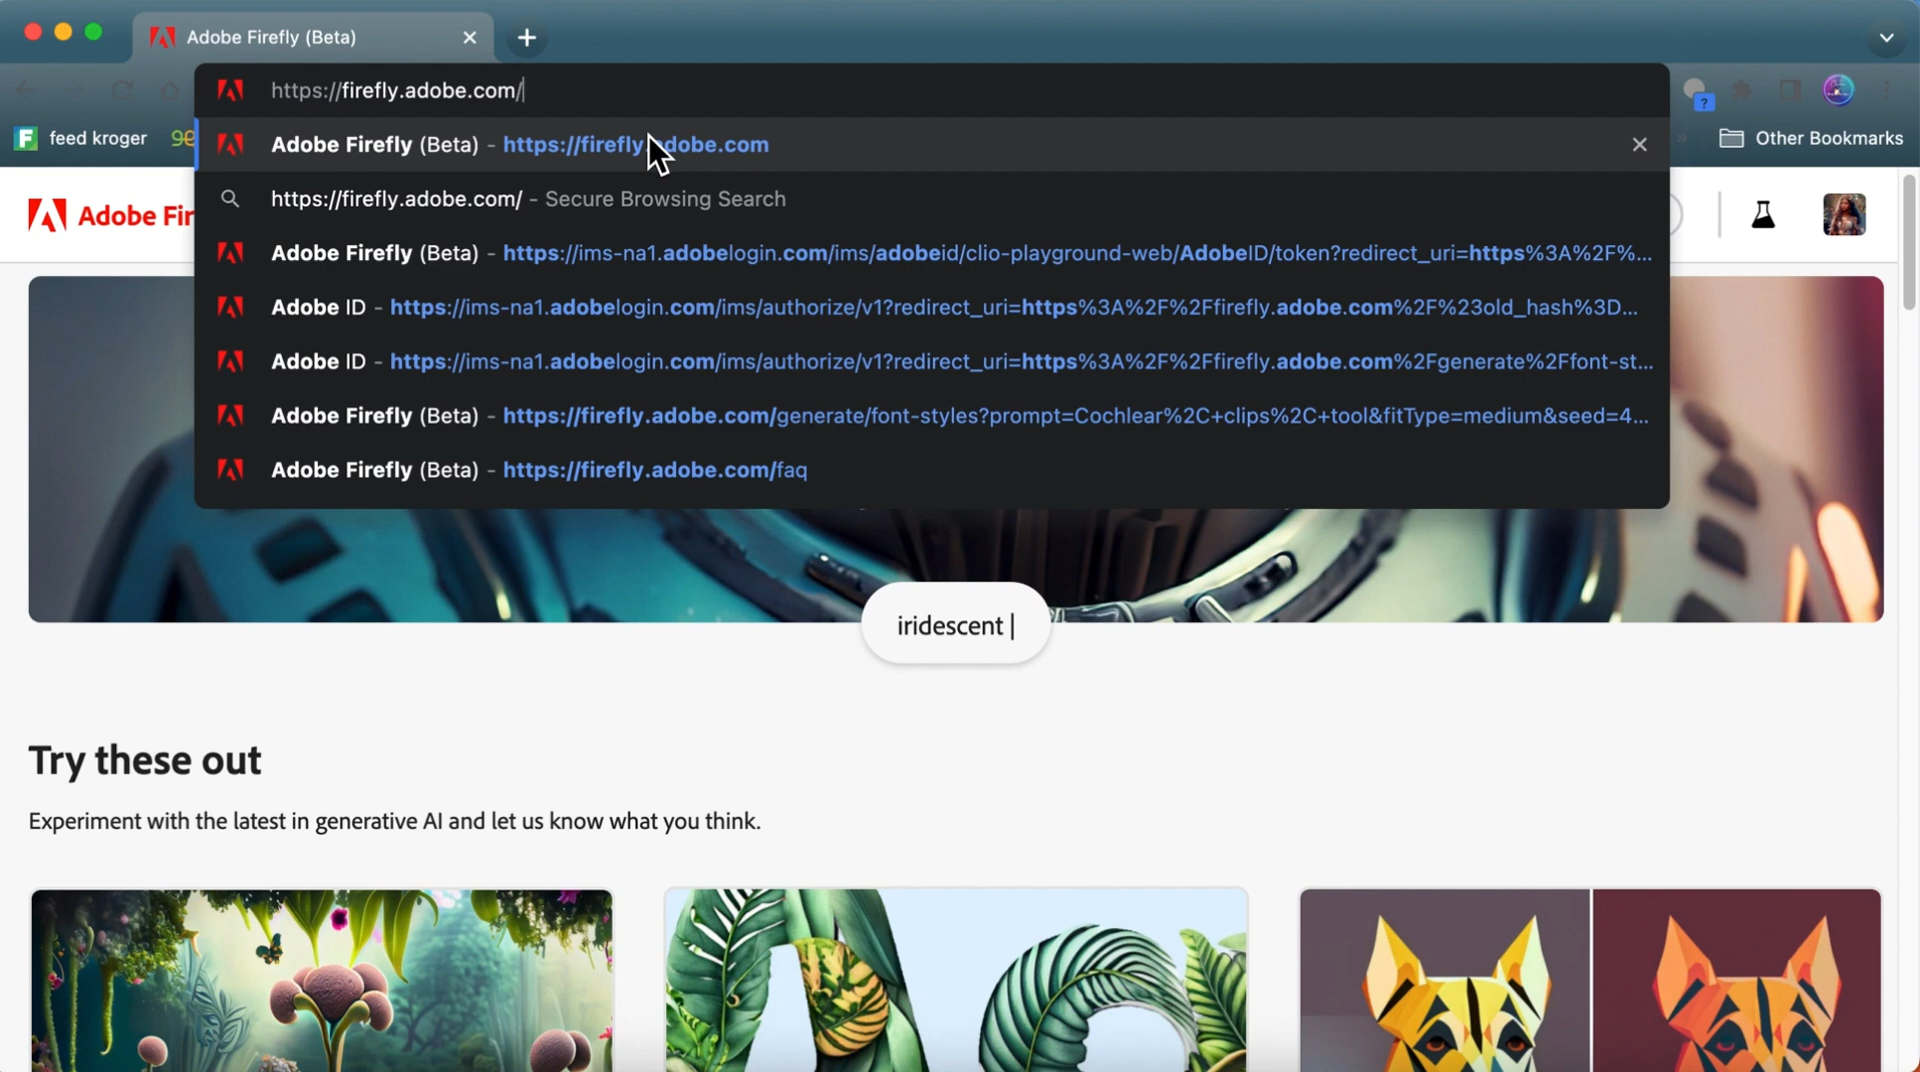 Adobe Firefly (Beta)
https://firefly.adobe.com/
feed kroger
Other Bookmarks
Adobe Firefly (Beta) - https://firefly.adobe.com
https://firefly.adobe.com/ - Secure Browsing Search
Adobe Firefly (Beta) - https://ims-na1.adobelogin.com/ims/adobeid/clio-playground-web/AdobeID/token?redirect_uri=https%3A%2F%...
Adobe ID - https://ims-na1.adobelogin.com/ims/authorize/v1?redirect_uri=https%3A%2F%2Ffirefly.adobe.com%2F%23old_hash%3D...
Adobe ID - https://ims-na1.adobelogin.com/ims/authorize/v1?redirect_uri=https%3A%2F%2Ffirefly.adobe.com%2Fgenerate%2Ffont-st...
Adobe Firefly (Beta) - https://firefly.adobe.com/generate/font-styles?prompt=Cochlear%2C+clips%2C+tool&fitType=medium&seed=4...
Adobe Firefly (Beta) - https://firefly.adobe.com/faq
Adobe Fir
iridescent |
Try these out
Experiment with the latest in generative AI and let us know what you think.